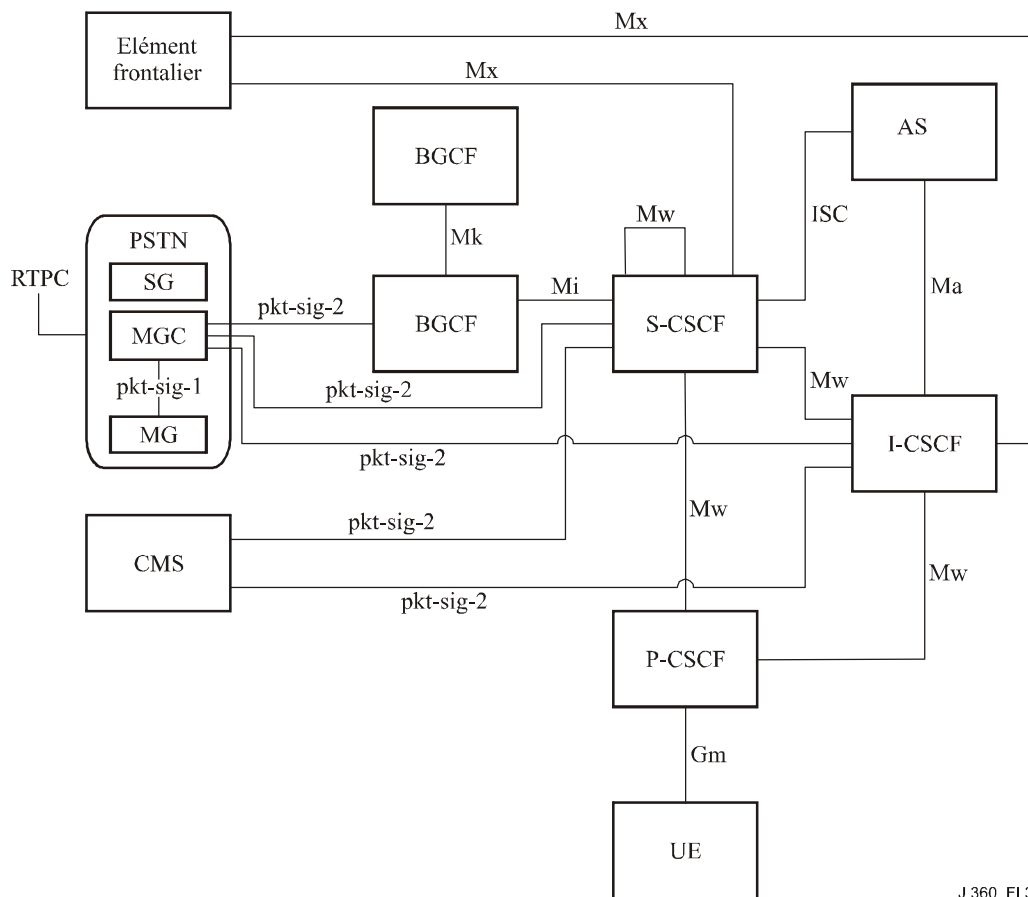 Mx
Elément
frontalier
Mx
AS
BGCF
Mw
ISC
PSTN
Mk
RTPC
SG
Mi
Ma
pkt-sig-2
BGCF
S-CSCF
MGC
pkt-sig-1
pkt-sig-2
Mw
MG
I-CSCF
pkt-sig-2
Mw
pkt-sig-2
CMS
Mw
pkt-sig-2
P-CSCF
Gm
UE